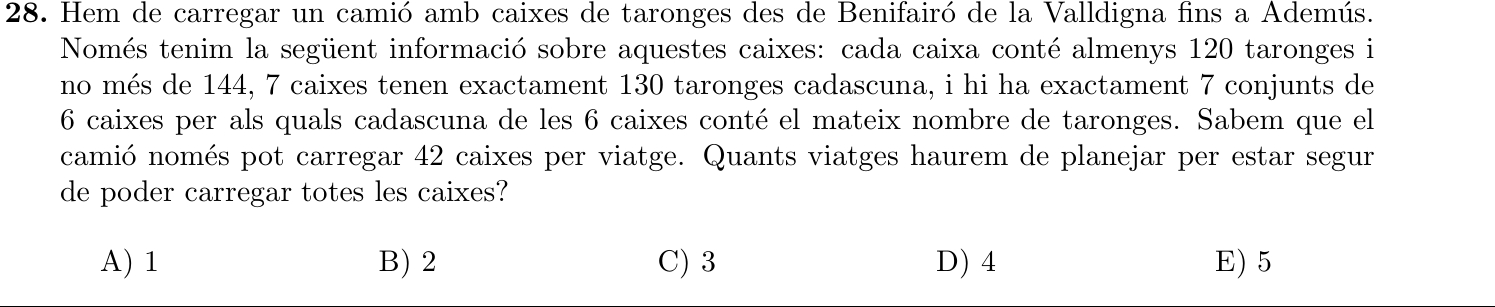 28. Hem de carregar un camió amb caixes de taronges des de Benifairó de la Valldigna fins a Ademús.
Només tenim la següent informació sobre aquestes caixes: cada caixa conté almenys 120 taronges i
no més de 144, 7 caixes tenen exactament 130 taronges cadascuna, i hi ha exactament 7 conjunts de
6 caixes per als quals cadascuna de les 6 caixes conté el mateix nombre de taronges. Sabem que el
camió només pot carregar 42 caixes per viatge. Quants viatges haurem de planejar per estar segur
de poder carregar totes les caixes?
A) 1 B) 2 C) 3 D) 4 E) 5